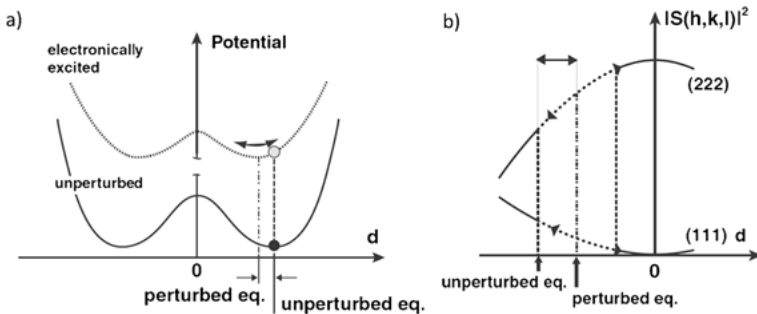 a)
electronically
excited
Potential
unperturbed
d
0
perturbed eq.
unperturbed eq.
b)
|S(h,k,l)|²
(222)
(111) d
0
unperturbed eq.
perturbed eq.